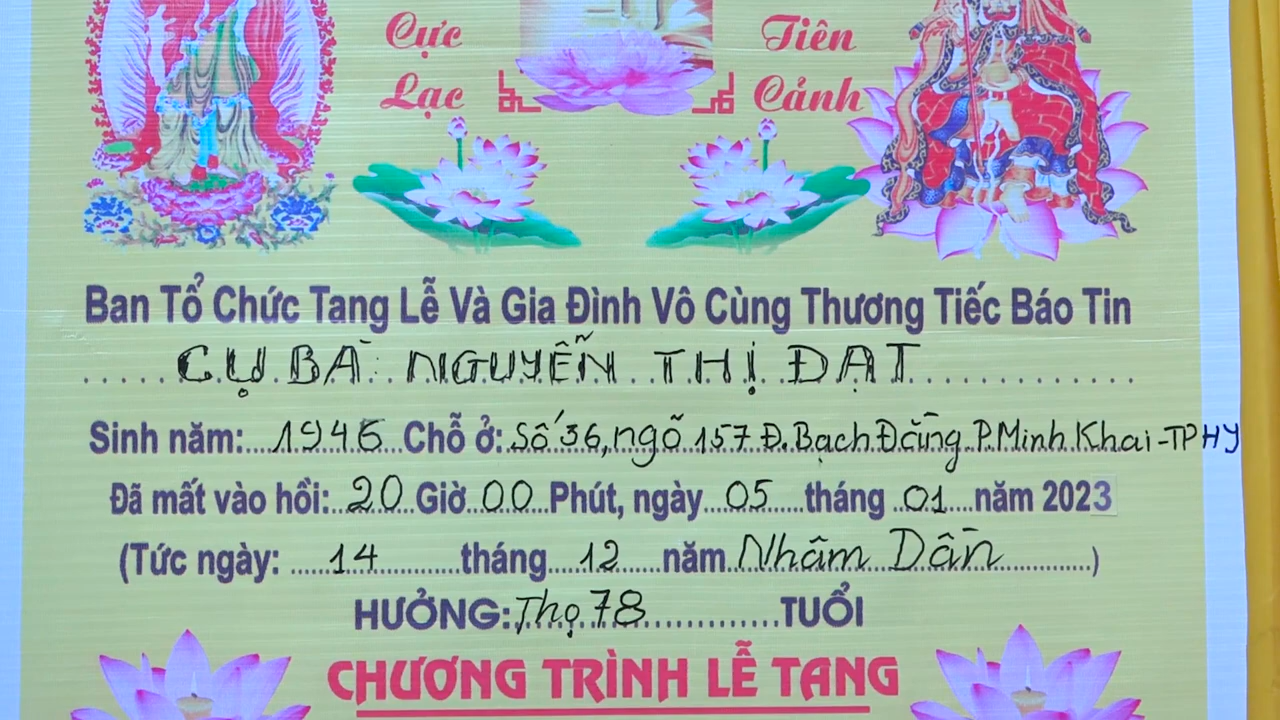 Cực Lạc
Tiên Cảnh
Ban Tổ Chức Tang Lễ Và Gia Đình Vô Cùng Thương Tiếc Báo Tin
CỤ BÀ NGUYỄN THỊ ĐẠT
Sinh năm: 1946 Chỗ ở: Số 36, ngõ 157 Đ. Bạch Đằng P. Minh Khai - TP HY
Đã mất vào hồi: 20 Giờ 00 Phút, ngày 05 tháng 01 năm 2023
(Tức ngày: 14 tháng 12 năm Nhâm Dần)
HƯỞNG: Thọ 78 TUỔI
CHƯƠNG TRÌNH LỄ TANG